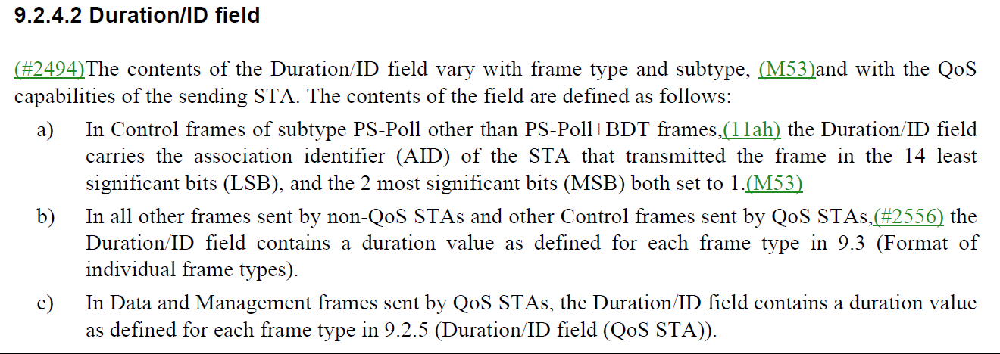 9.2.4.2 Duration/ID field
(#2494)The contents of the Duration/ID field vary with frame type and subtype, (M53)and with the QoS
capabilities of the sending STA. The contents of the field are defined as follows:
a) In Control frames of subtype PS-Poll other than PS-Poll+BDT frames,(11ah) the Duration/ID field
carries the association identifier (AID) of the STA that transmitted the frame in the 14 least
significant bits (LSB), and the 2 most significant bits (MSB) both set to 1.(M53)
b) In all other frames sent by non-QoS STAs and other Control frames sent by QoS STAs,(#2556) the
Duration/ID field contains a duration value as defined for each frame type in 9.3 (Format of
individual frame types).
c) In Data and Management frames sent by QoS STAs, the Duration/ID field contains a duration value
as defined for each frame type in 9.2.5 (Duration/ID field (QoS STA)).